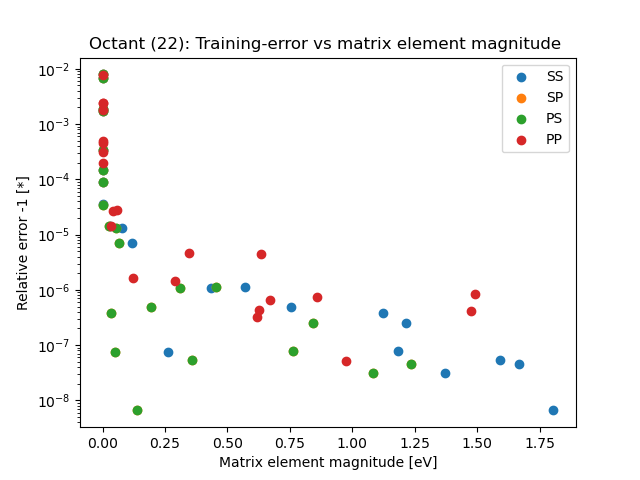 Octant (22): Training-error vs matrix element magnitude
Relative error -1 [*]
10⁻²
10⁻³
10⁻⁴
10⁻⁵
10⁻⁶
10⁻⁷
10⁻⁸
SS
SP
PS
PP
0.00 0.25 0.50 0.75 1.00 1.25 1.50 1.75
Matrix element magnitude [eV]